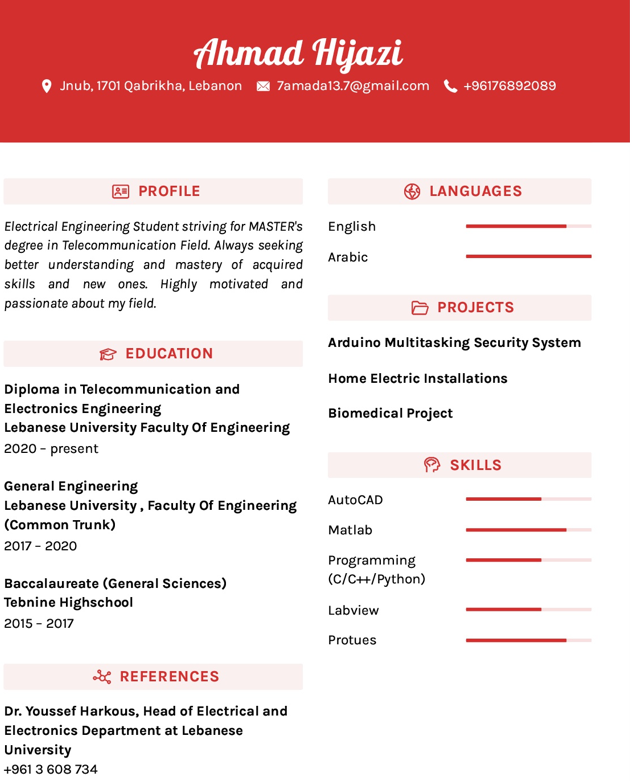 Ahmad Hijazi
Jnub, 1701 Qabrikha, Lebanon 7amada13.7@gmail.com +96176892089
PROFILE
Electrical Engineering Student striving for MASTER's
degree in Telecommunication Field. Always seeking
better understanding and mastery of acquired
skills and new ones. Highly motivated and
passionate about my field.
EDUCATION
Diploma in Telecommunication and
Electronics Engineering
Lebanese University Faculty Of Engineering
2020 – present
General Engineering
Lebanese University , Faculty Of Engineering
(Common Trunk)
2017 – 2020
Baccalaureate (General Sciences)
Tebnine Highschool
2015 – 2017
REFERENCES
Dr. Youssef Harkous, Head of Electrical and
Electronics Department at Lebanese
University
+961 3 608 734
LANGUAGES
English
Arabic
PROJECTS
Arduino Multitasking Security System
Home Electric Installations
Biomedical Project
SKILLS
AutoCAD
Matlab
Programming
(C/C++/Python)
Labview
Protues